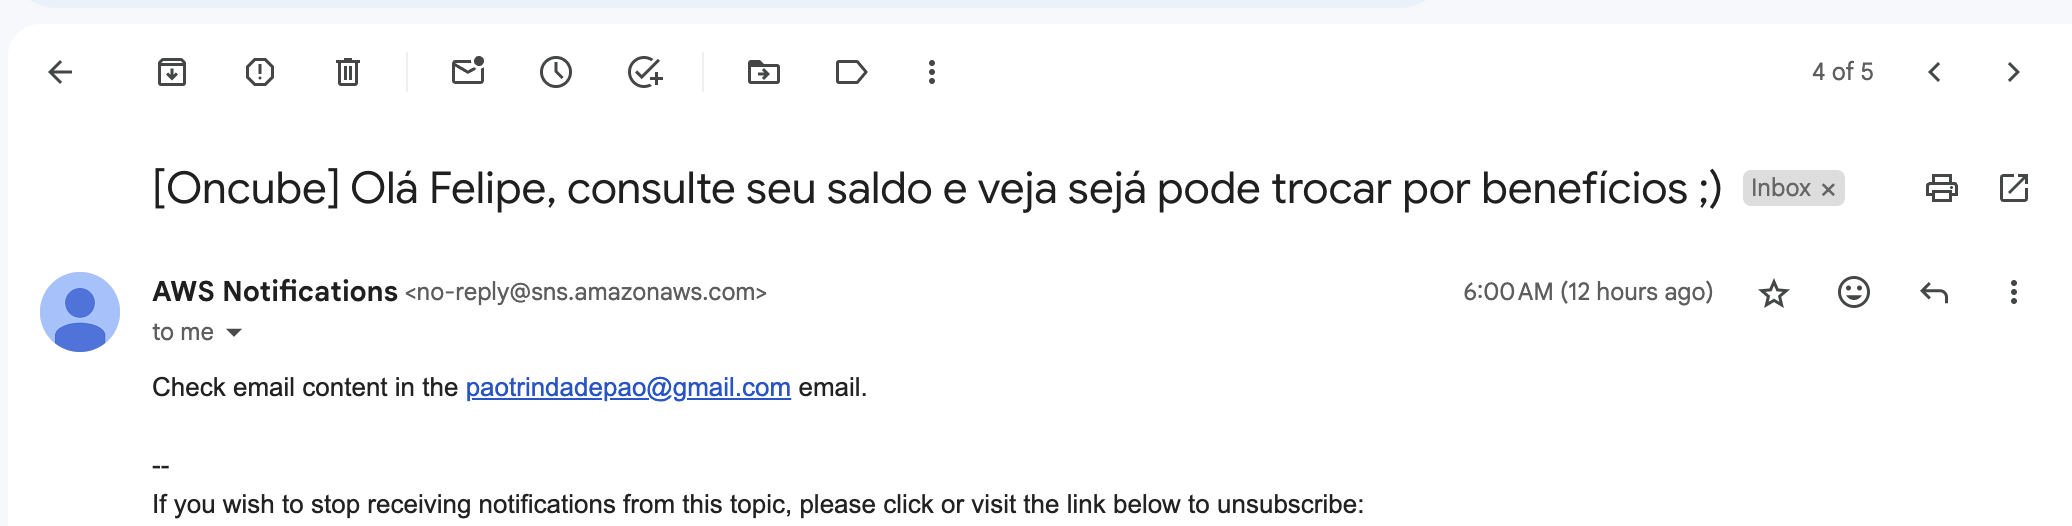 4 of 5
[Oncube] Olá Felipe, consulte seu saldo e veja sejá pode trocar por benefícios ;) Inbox ×
AWS Notifications <no-reply@sns.amazonaws.com> 6:00 AM (12 hours ago)
to me
Check email content in the paotrindadepao@gmail.com email.
--
If you wish to stop receiving notifications from this topic, please click or visit the link below to unsubscribe: